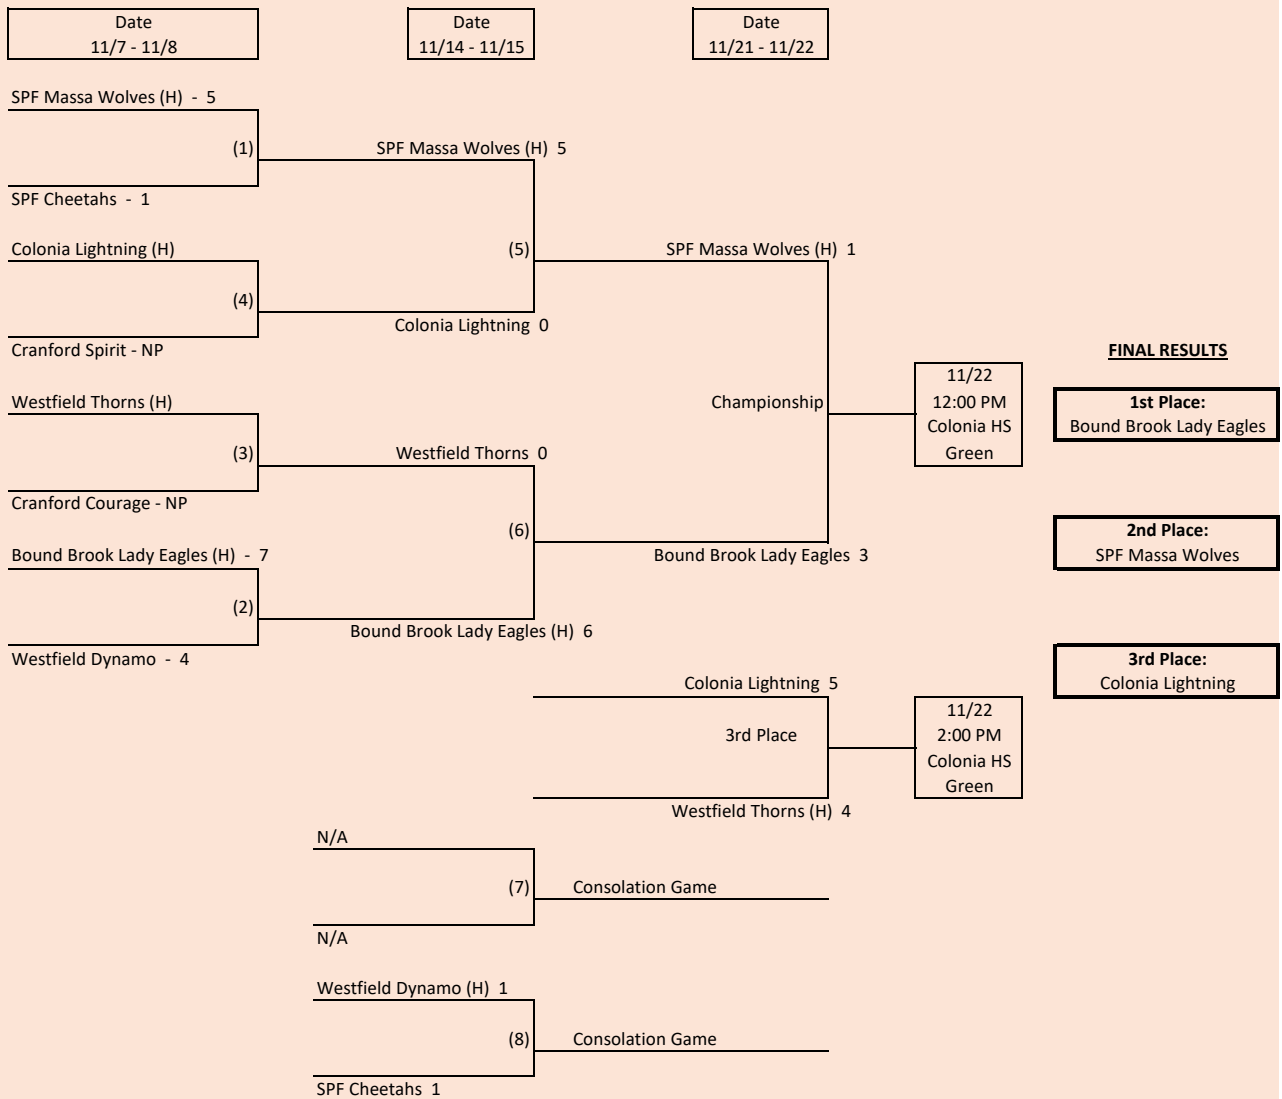 Date
11/7 - 11/8
Date
11/14 - 11/15
Date
11/21 - 11/22
SPF Massa Wolves (H) - 5
(1)
SPF Massa Wolves (H) 5
SPF Cheetahs - 1
Colonia Lightning (H)
(5)
SPF Massa Wolves (H) 1
(4)
Colonia Lightning 0
Cranford Spirit - NP
FINAL RESULTS
11/22
12:00 PM
Colonia HS
Green
1st Place:
Bound Brook Lady Eagles
Westfield Thorns (H)
Championship
(3)
Westfield Thorns 0
Cranford Courage - NP
(6)
2nd Place:
SPF Massa Wolves
Bound Brook Lady Eagles (H) - 7
Bound Brook Lady Eagles 3
(2)
Bound Brook Lady Eagles (H) 6
Westfield Dynamo - 4
3rd Place:
Colonia Lightning
Colonia Lightning 5
3rd Place
11/22
2:00 PM
Colonia HS
Green
Westfield Thorns (H) 4
N/A
(7)
Consolation Game
N/A
Westfield Dynamo (H) 1
(8)
Consolation Game
SPF Cheetahs 1